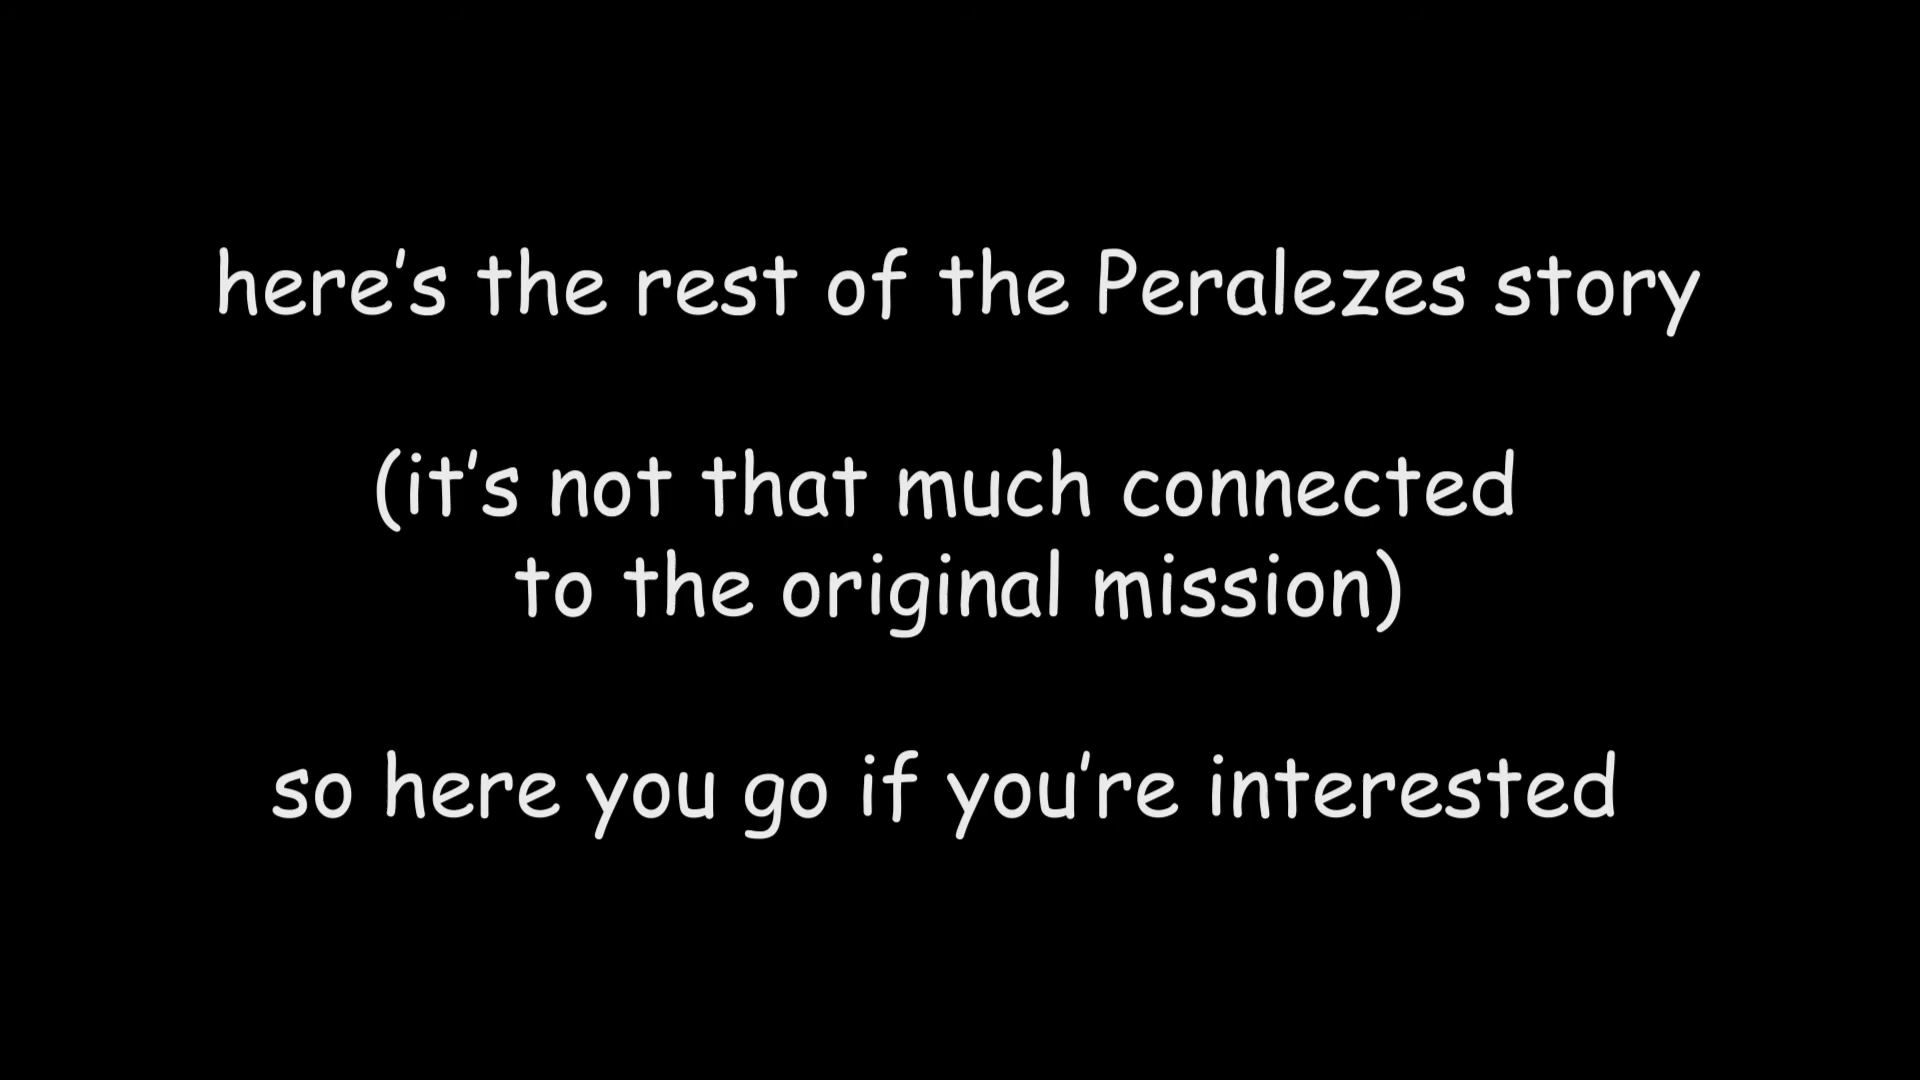 here's the rest of the Peralezes story
(it's not that much connected
to the original mission)
so here you go if you're interested